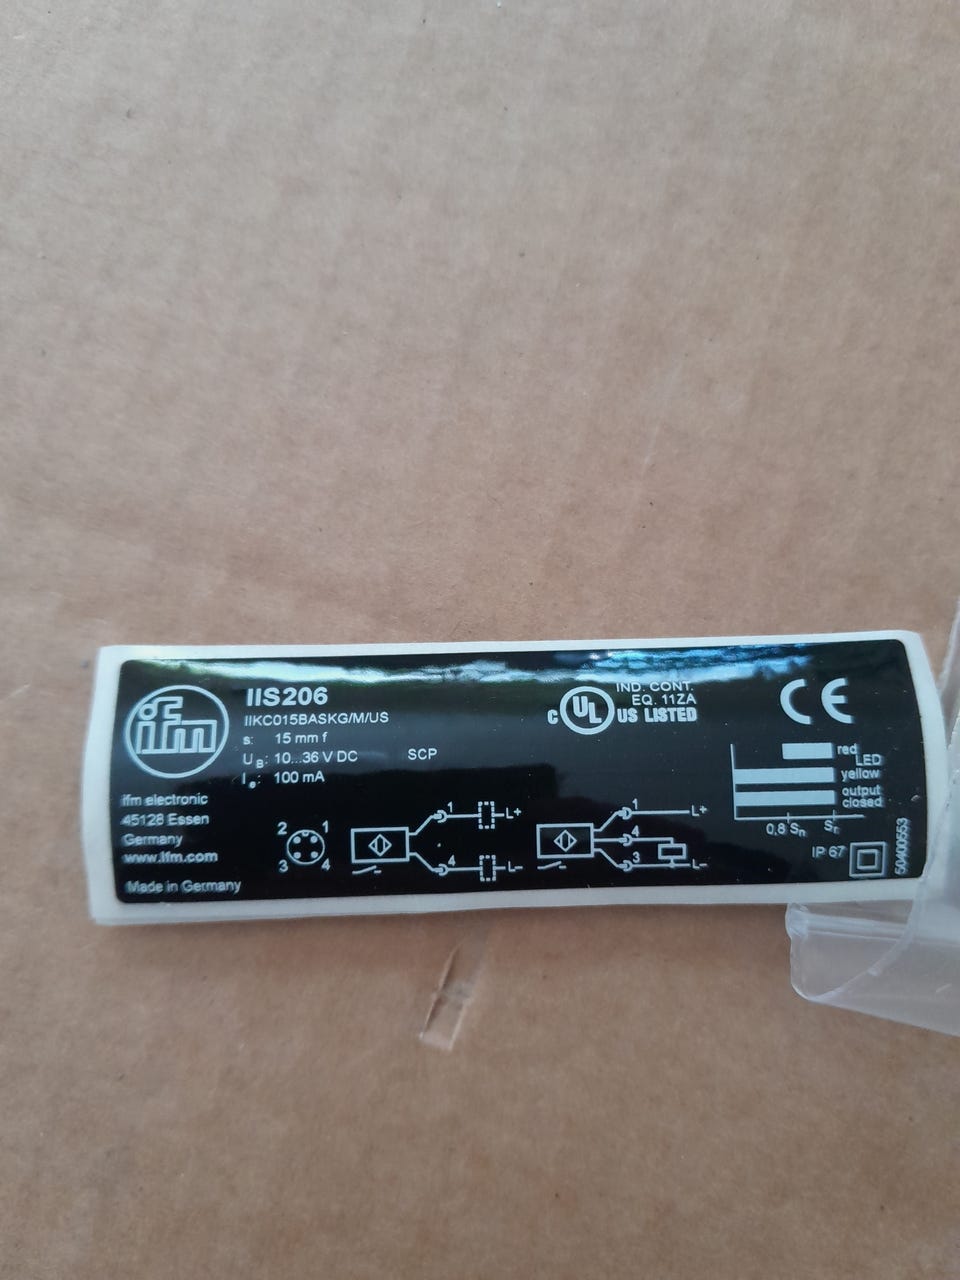 ifm
IIS206
IIKC015BASKG/M/US
s: 15 mm f
UB: 10...36 V DC SCP
Ie: 100 mA
ifm electronic
45128 Essen
Germany
www.ifm.com
Made in Germany
2 1
3 4
1 L+
4 L-
1 L+
4
3 L-
IND. CONT.
EQ. 11ZA
C UL US LISTED
CE
red
LED
yellow
output
closed
0,8 Sn Sr
IP 67
50400553